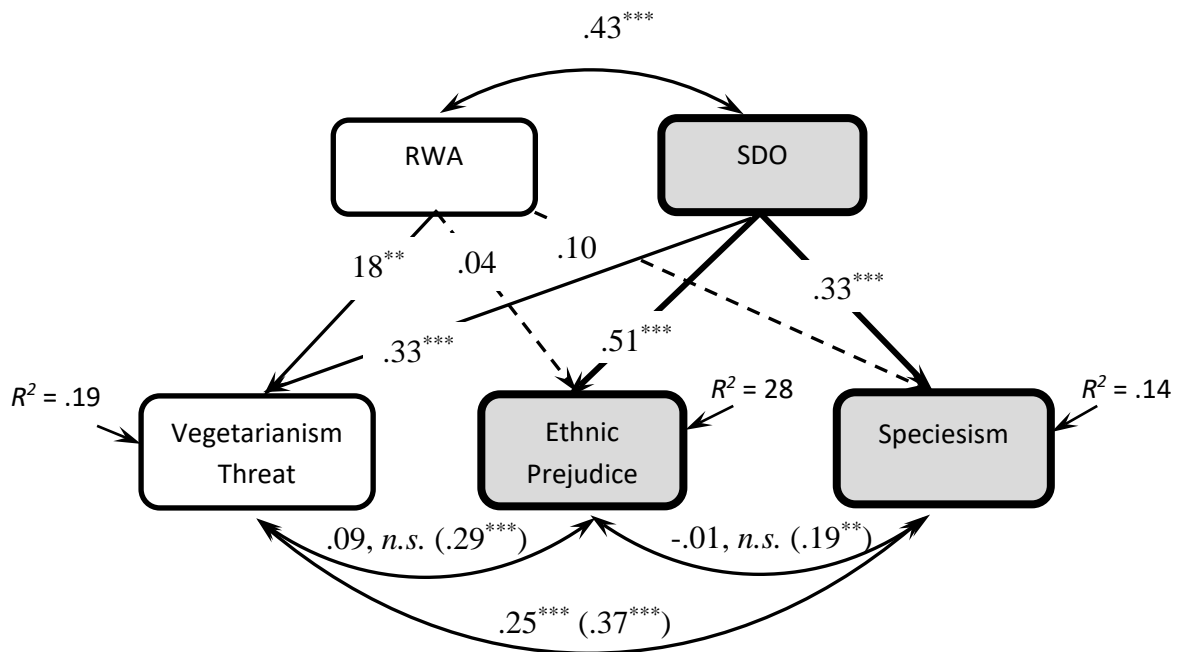 .43***
RWA
SDO
18**
.04
.10
.33***
.33***
.51***
R² = .19
R² = 28
R² = .14
Vegetarianism
Threat
Ethnic
Prejudice
Speciesism
.09, n.s. (.29***)
-.01, n.s. (.19**)
.25*** (.37***)